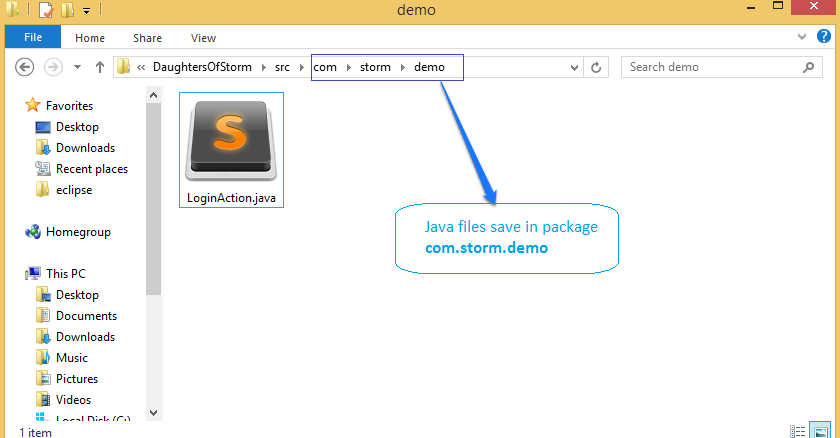 demo
File Home Share View
« DaughtersOfStorm src com storm demo Search demo
Favorites
Desktop
Downloads
Recent places
eclipse
Homegroup
This PC
Desktop
Documents
Downloads
Music
Pictures
Videos
Local Disk (C:)
S
LoginAction.java
Java files save in package
com.storm.demo
1 item